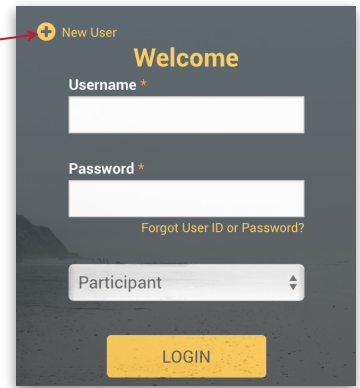 New User
Welcome
Username *
Password *
Forgot User ID or Password?
Participant
LOGIN